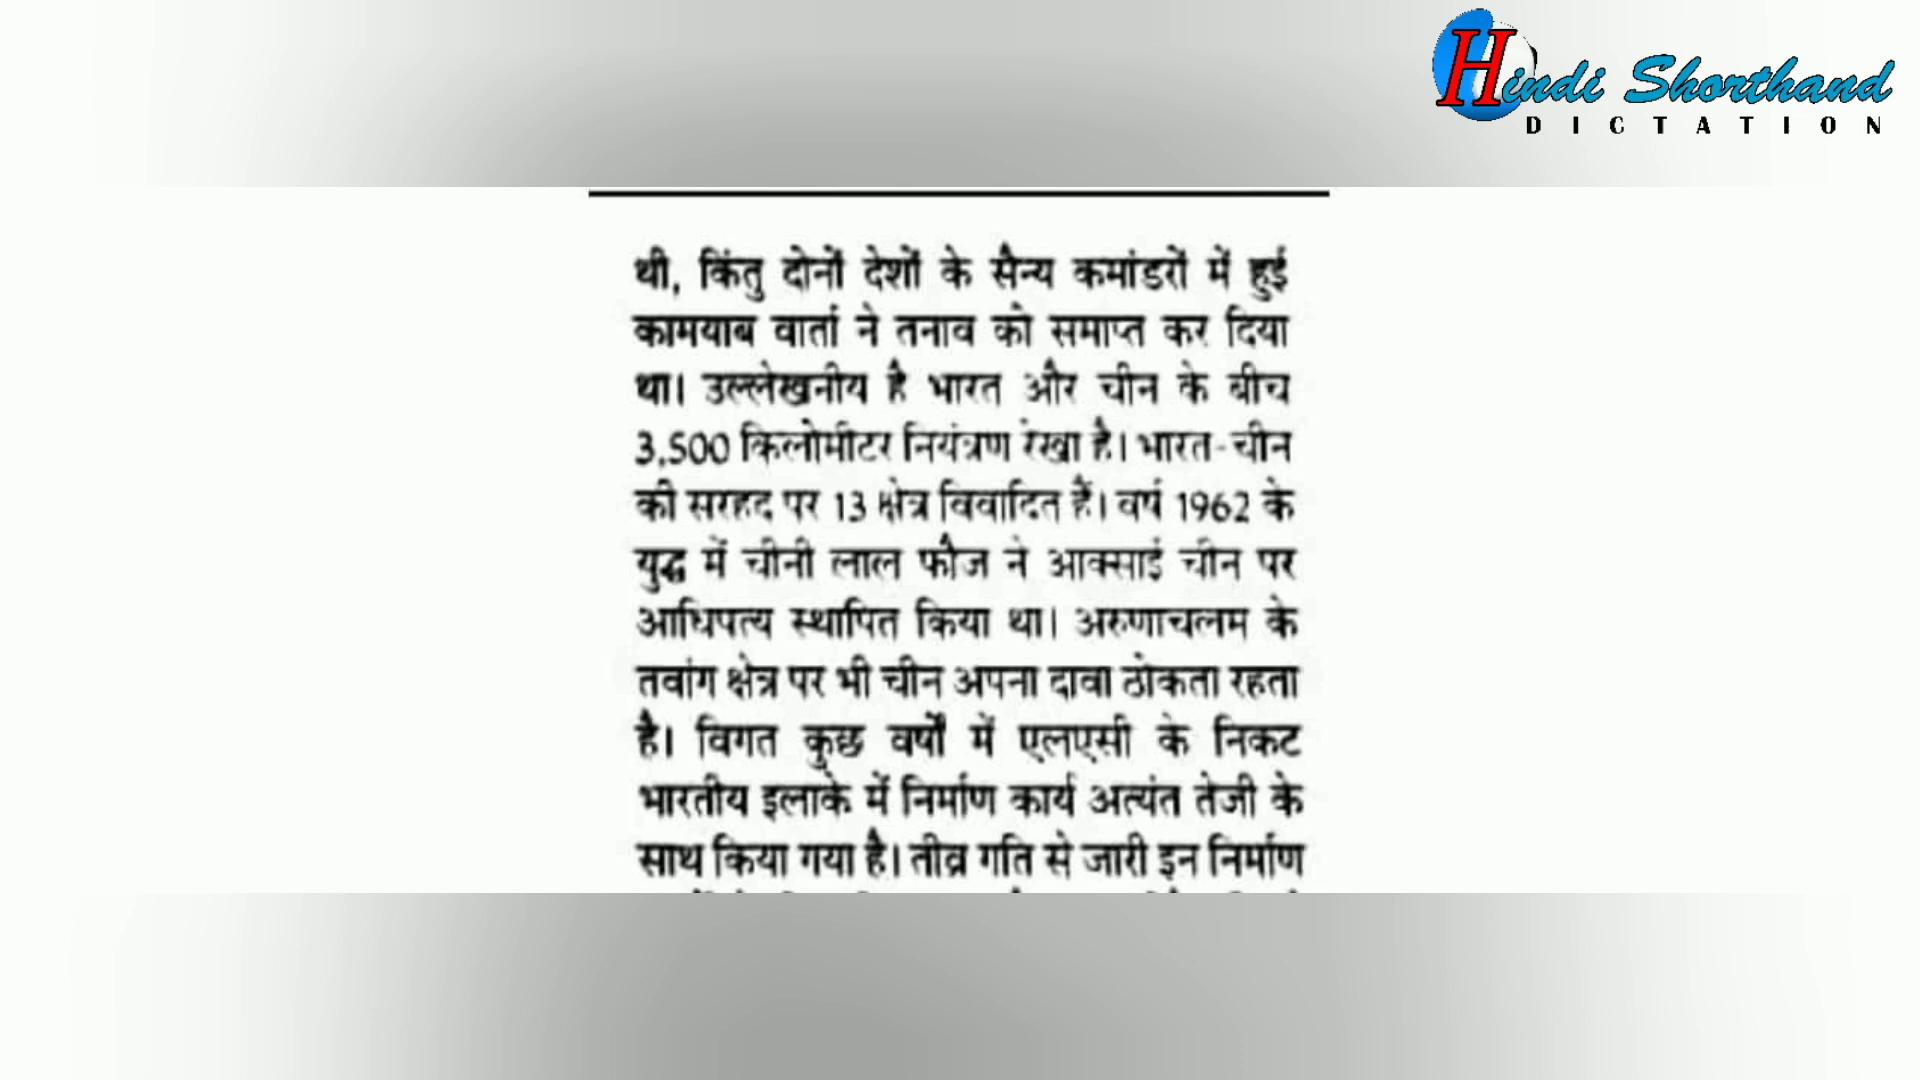 Hindi Shorthand
DICTATION
थी, किंतु दोनों देशों के सैन्य कमांडरों में हुई
कामयाब वार्ता ने तनाव को समाप्त कर दिया
था। उल्लेखनीय है भारत और चीन के बीच
3,500 किलोमीटर नियंत्रण रेखा है। भारत-चीन
की सरहद पर 13 क्षेत्र विवादित हैं। वर्ष 1962 के
युद्ध में चीनी लाल फौज ने आक्साई चीन पर
आधिपत्य स्थापित किया था। अरुणाचलम के
तवांग क्षेत्र पर भी चीन अपना दावा ठोकता रहता
है। विगत कुछ वर्षों में एलएसी के निकट
भारतीय इलाके में निर्माण कार्य अत्यंत तेजी के
साथ किया गया है। तीव्र गति से जारी इन निर्माण